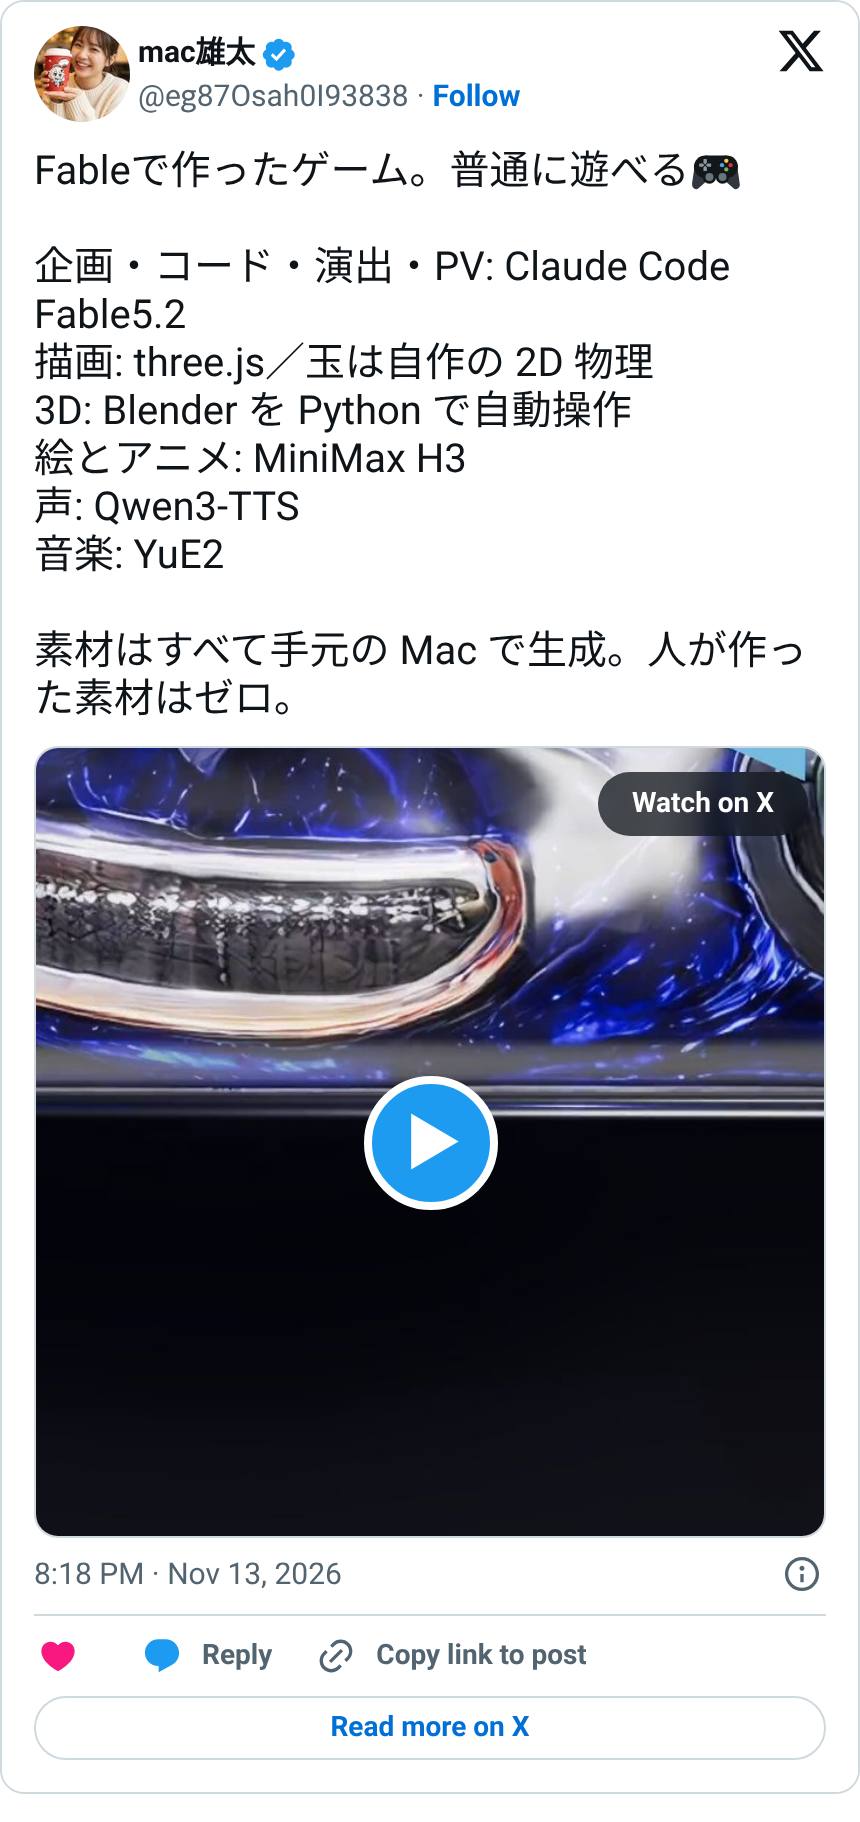 mac雄太
@eg87Osah0l93838 · Follow
Fableで作ったゲーム。普通に遊べる🎮
企画・コード・演出・PV: Claude Code
Fable5.2
描画: three.js／玉は自作の 2D 物理
3D: Blender を Python で自動操作
絵とアニメ: MiniMax H3
声: Qwen3-TTS
音楽: YuE2
素材はすべて手元の Mac で生成。人が作っ
た素材はゼロ。
Watch on X
8:18 PM · Nov 13, 2026
Reply
Copy link to post
Read more on X